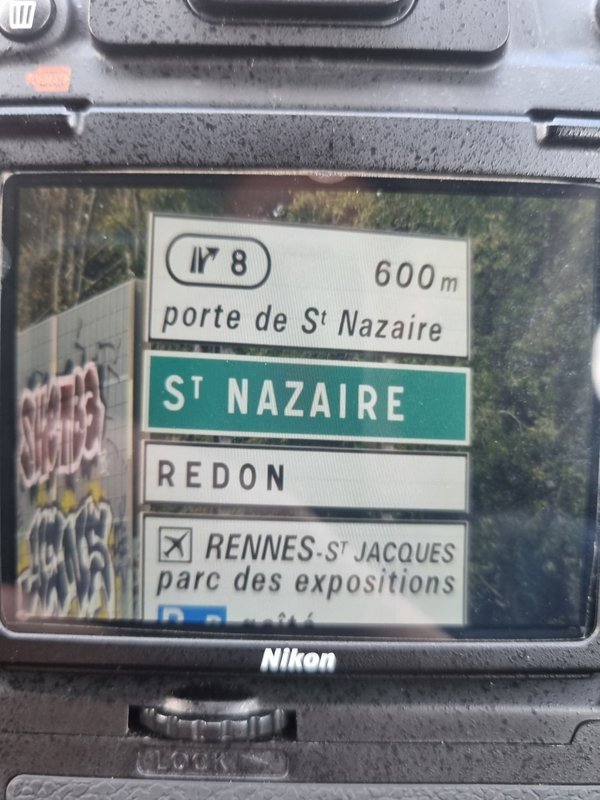 8
600m
porte de St Nazaire
ST NAZAIRE
REDON
RENNES-ST JACQUES
parc des expositions
Nikon
LOCK